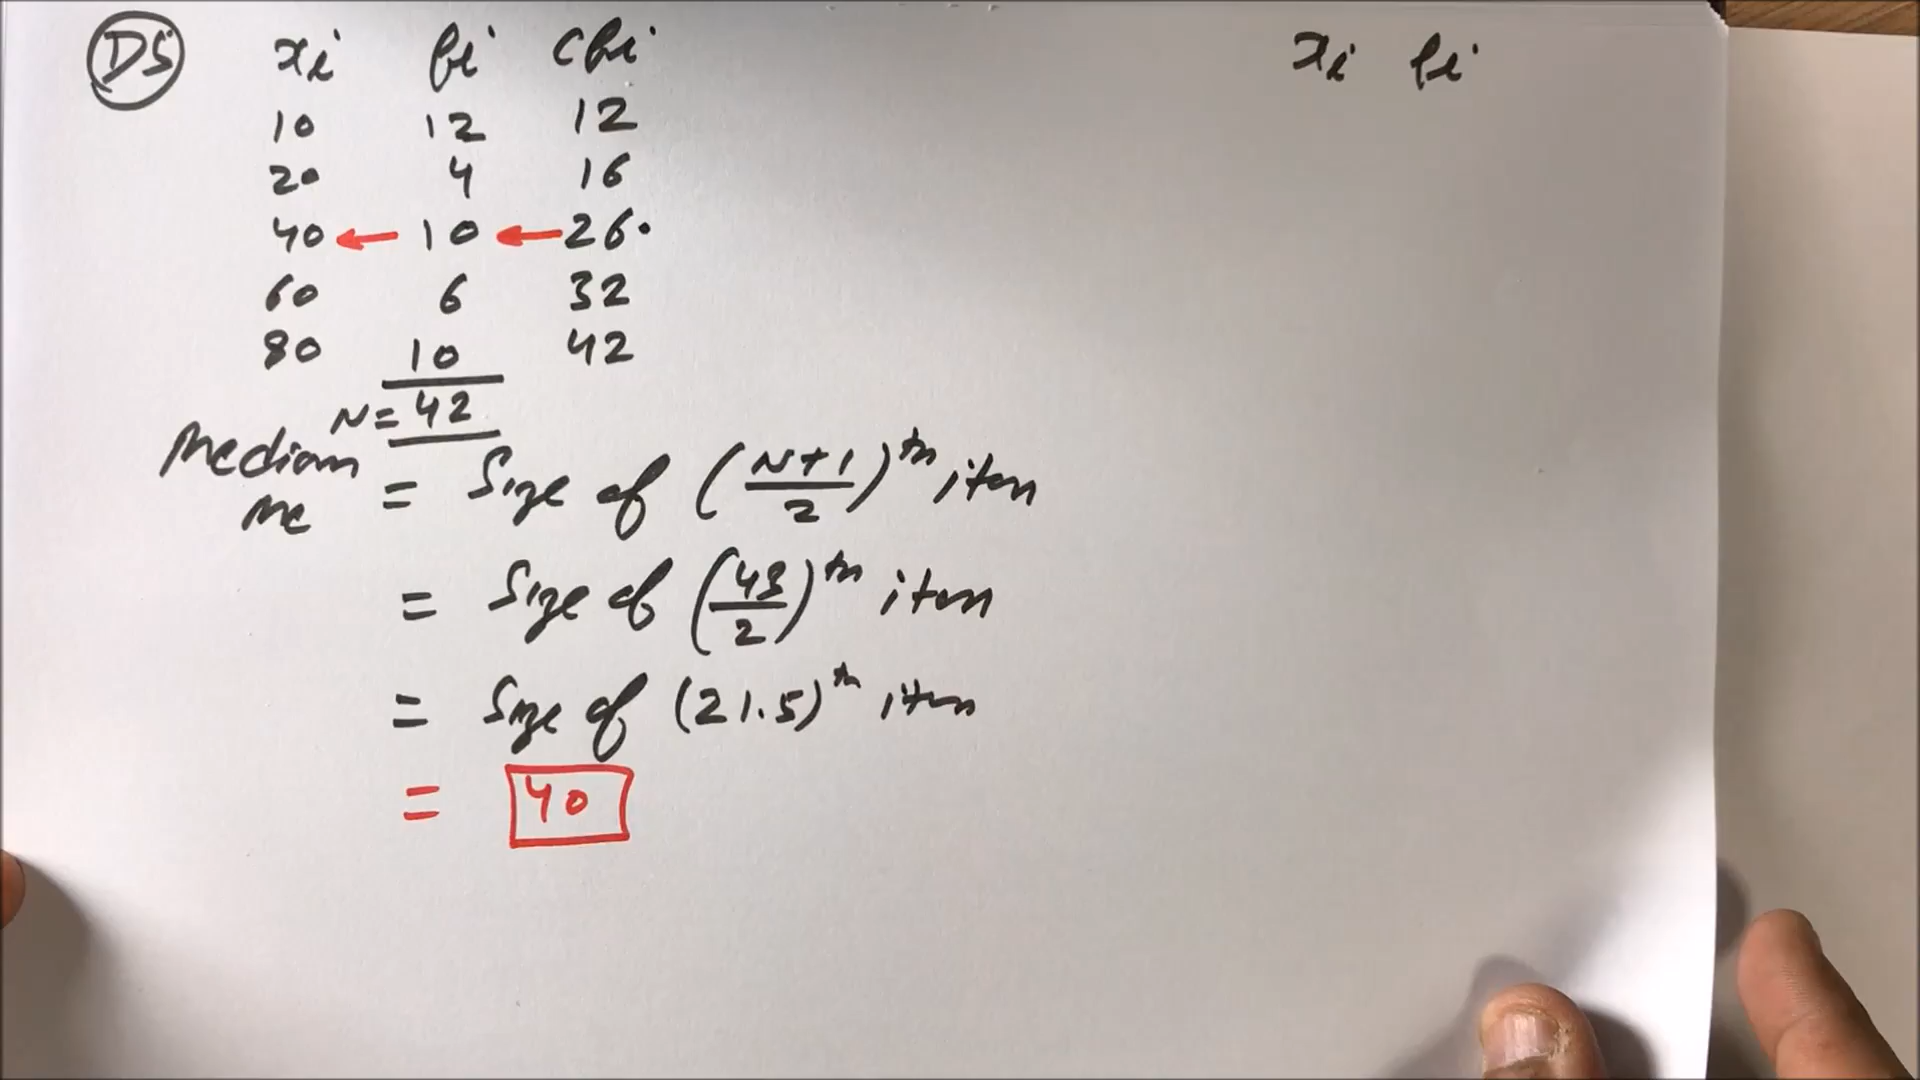 DS xi fi cfi xi fi
10 12 12
20 4 16
40 ← 10 ← 26.
60 6 32
80 10 42
N = 42
Median Me = Size of (N+1/2)th item
= Size of (43/2)th item
= Size of (21.5)th item
= 40